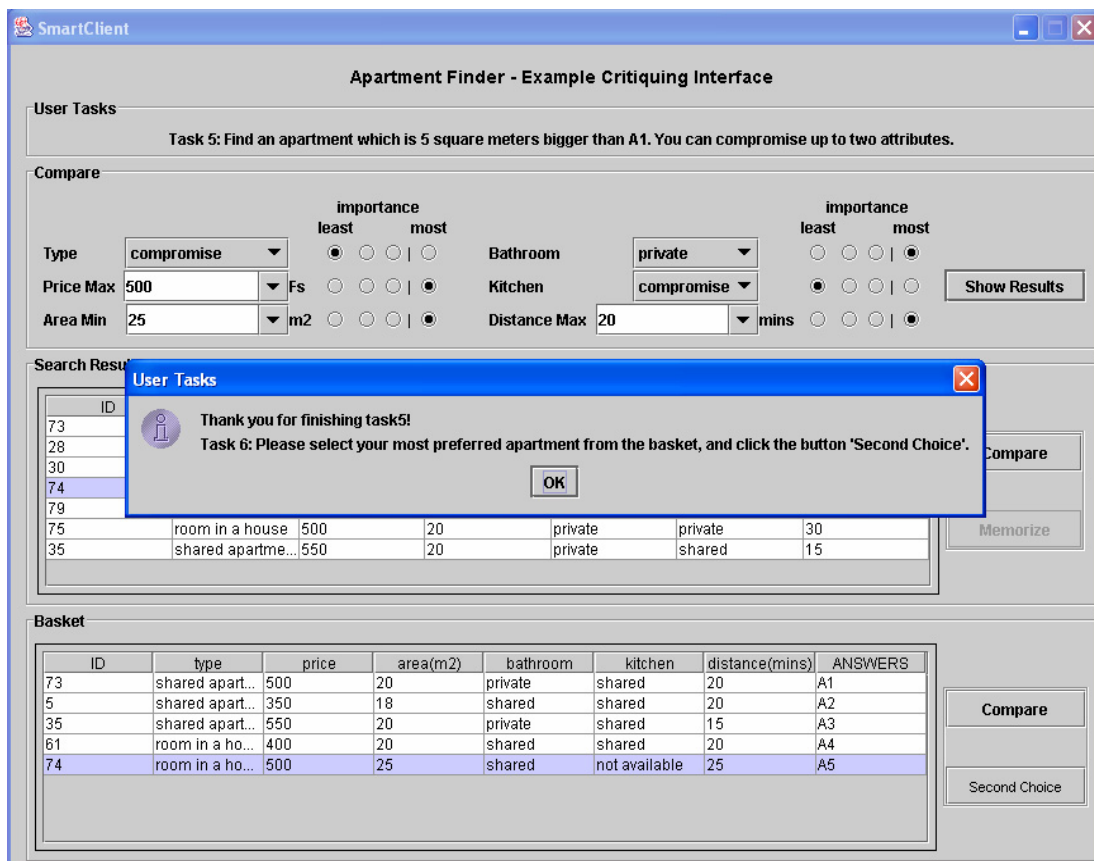 SmartClient
Apartment Finder - Example Critiquing Interface
User Tasks
Task 5: Find an apartment which is 5 square meters bigger than A1. You can compromise up to two attributes.
Compare
importance importance
least most least most
Type compromise Bathroom private
Price Max 500 Fs Kitchen compromise Show Results
Area Min 25 m2 Distance Max 20 mins
Search Resu
User Tasks
ID
Thank you for finishing task5!
73
Task 6: Please select your most preferred apartment from the basket, and click the button 'Second Choice'.
28
Compare
30
OK
74
79
75 room in a house 500 20 private private 30
Memorize
35 shared apartme... 550 20 private shared 15
Basket
ID type price area(m2) bathroom kitchen distance(mins) ANSWERS
73 shared apart... 500 20 private shared 20 A1
5 shared apart... 350 18 shared shared 20 A2
Compare
35 shared apart... 550 20 private shared 15 A3
61 room in a ho... 400 20 shared shared 20 A4
74 room in a ho... 500 25 shared not available 25 A5
Second Choice